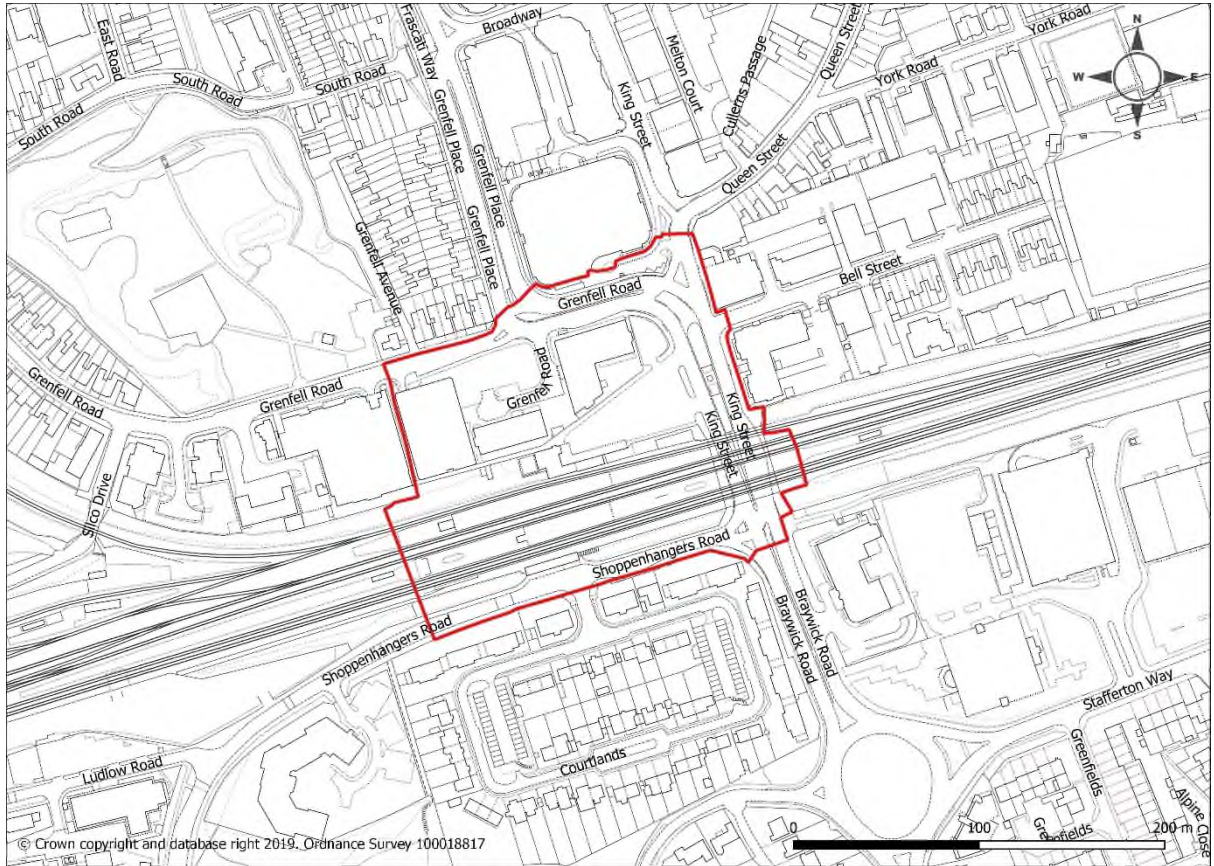 Broadway
York Road
East Road
Frascati Way
South Road
South Road
South Road
Melton Court
Cullerns Passage
Queen Street
York Road
N
W
E
S
King Street
Grenfell Place
Grenfell Place
Queen Street
Grenfell Place
Grenfell Place
Grenfell Avenue
Bell Street
Grenfell Road
Grenfell Road
Grenfell Road
Grenfell Road
King Street
King Street
Silco Drive
Shoppenhangers Road
Shoppenhangers Road
Braywick Road
Braywick Road
Stafferton Way
Courtlands
Ludlow Road
Greenfields
Greenfields
Alpine Close
0
100
200 m
© Crown copyright and database right 2019. Ordnance Survey 100018817